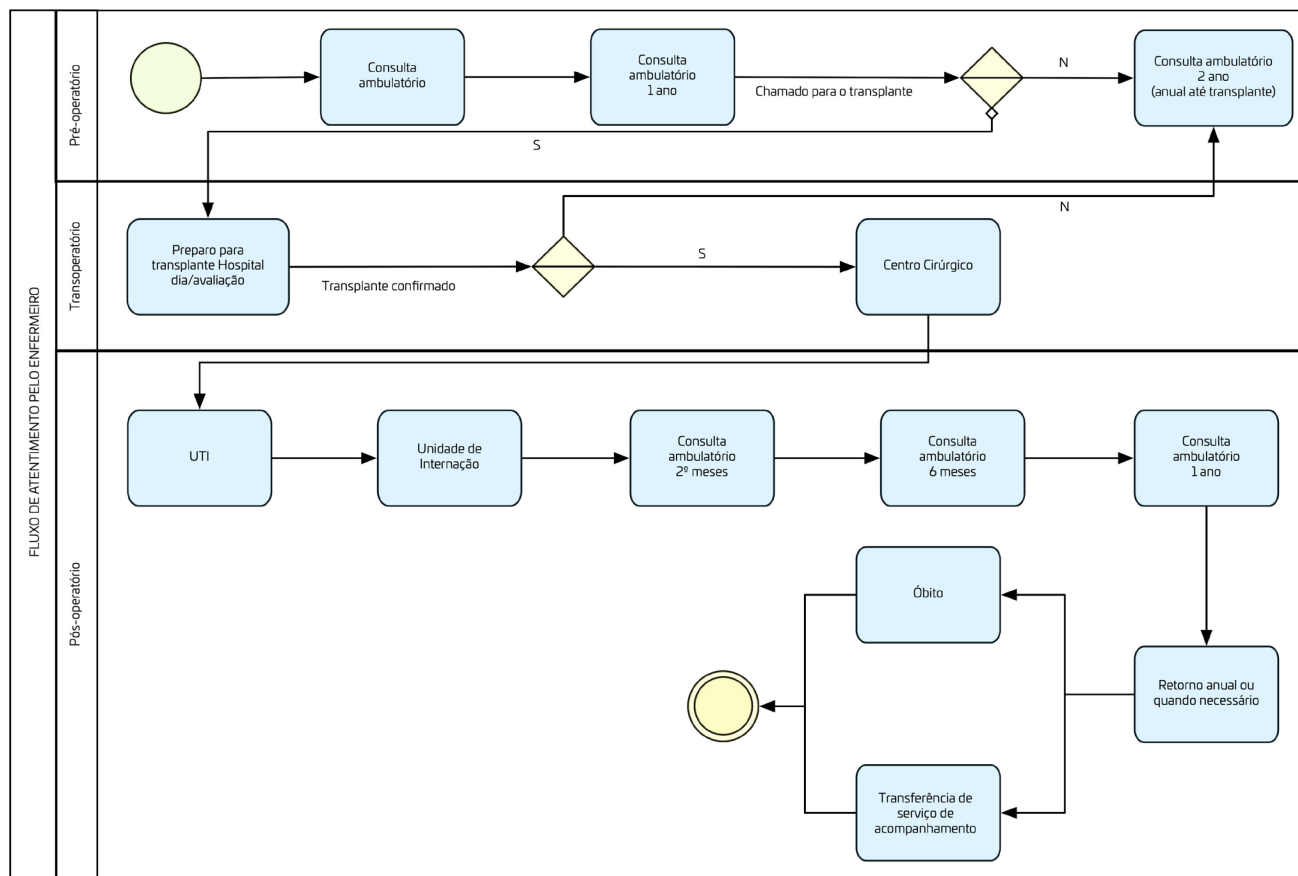 FLUXO DE ATENTIMENTO PELO ENFERMEIRO
Pré-operatório
Consulta
ambulatório
Consulta
ambulatório
1 ano
Chamado para o transplante
N
Consulta ambulatório
2 ano
(anual até transplante)
S
Transoperatório
Preparo para
transplante Hospital
dia/avaliação
Transplante confirmado
S
N
Centro Cirúrgico
Pós-operatório
UTI
Unidade de
Internação
Consulta
ambulatório
2º meses
Consulta
ambulatório
6 meses
Consulta
ambulatório
1 ano
Óbito
Retorno anual ou
quando necessário
Transferência de
serviço de
acompanhamento